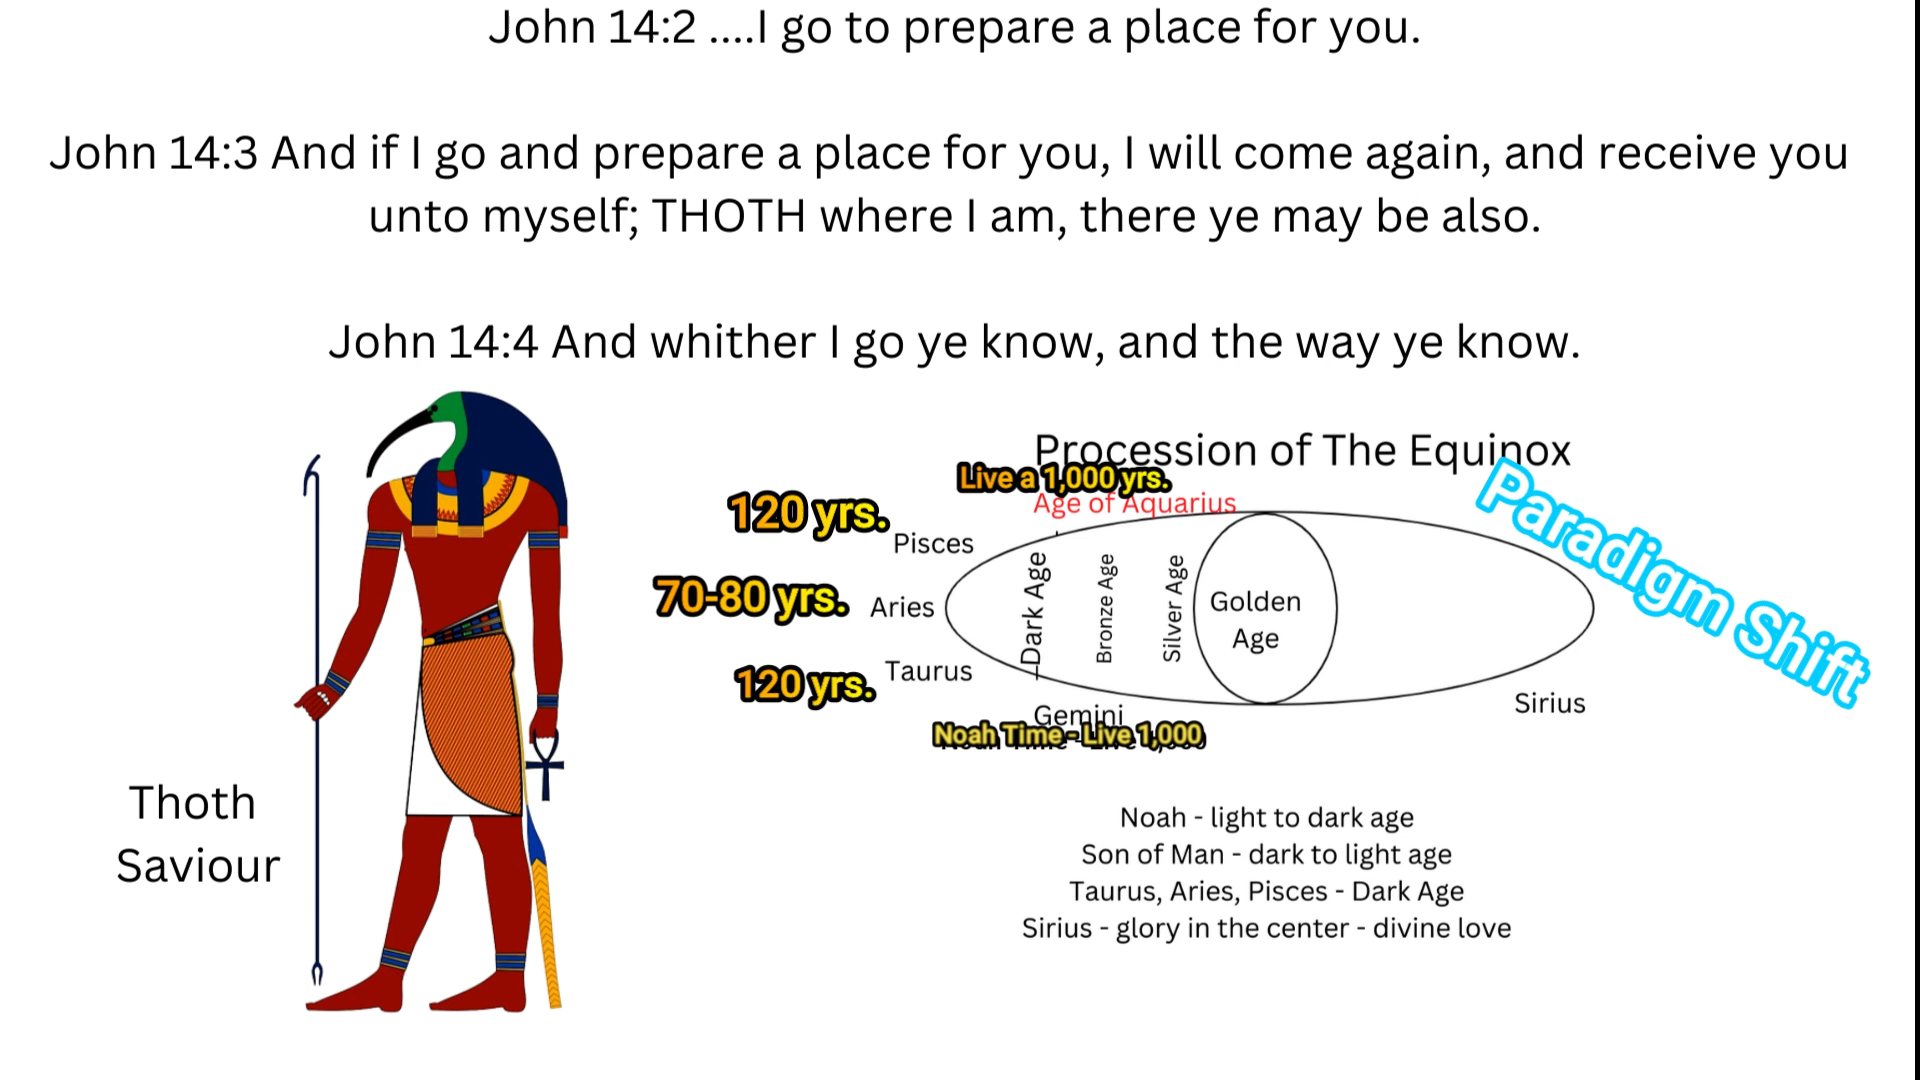 John 14:2 ....I go to prepare a place for you.
John 14:3 And if I go and prepare a place for you, I will come again, and receive you
unto myself; THOTH where I am, there ye may be also.
John 14:4 And whither I go ye know, and the way ye know.
Procession of The Equinox
Live a 1,000 yrs.
Age of Aquarius
Paradigm Shift
120 yrs.
Pisces
70-80 yrs.
Aries
120 yrs.
Taurus
Dark Age
Bronze Age
Silver Age
Golden
Age
Sirius
Gemini
Noah Time - Live 1,000
Thoth
Saviour
Noah - light to dark age
Son of Man - dark to light age
Taurus, Aries, Pisces - Dark Age
Sirius - glory in the center - divine love